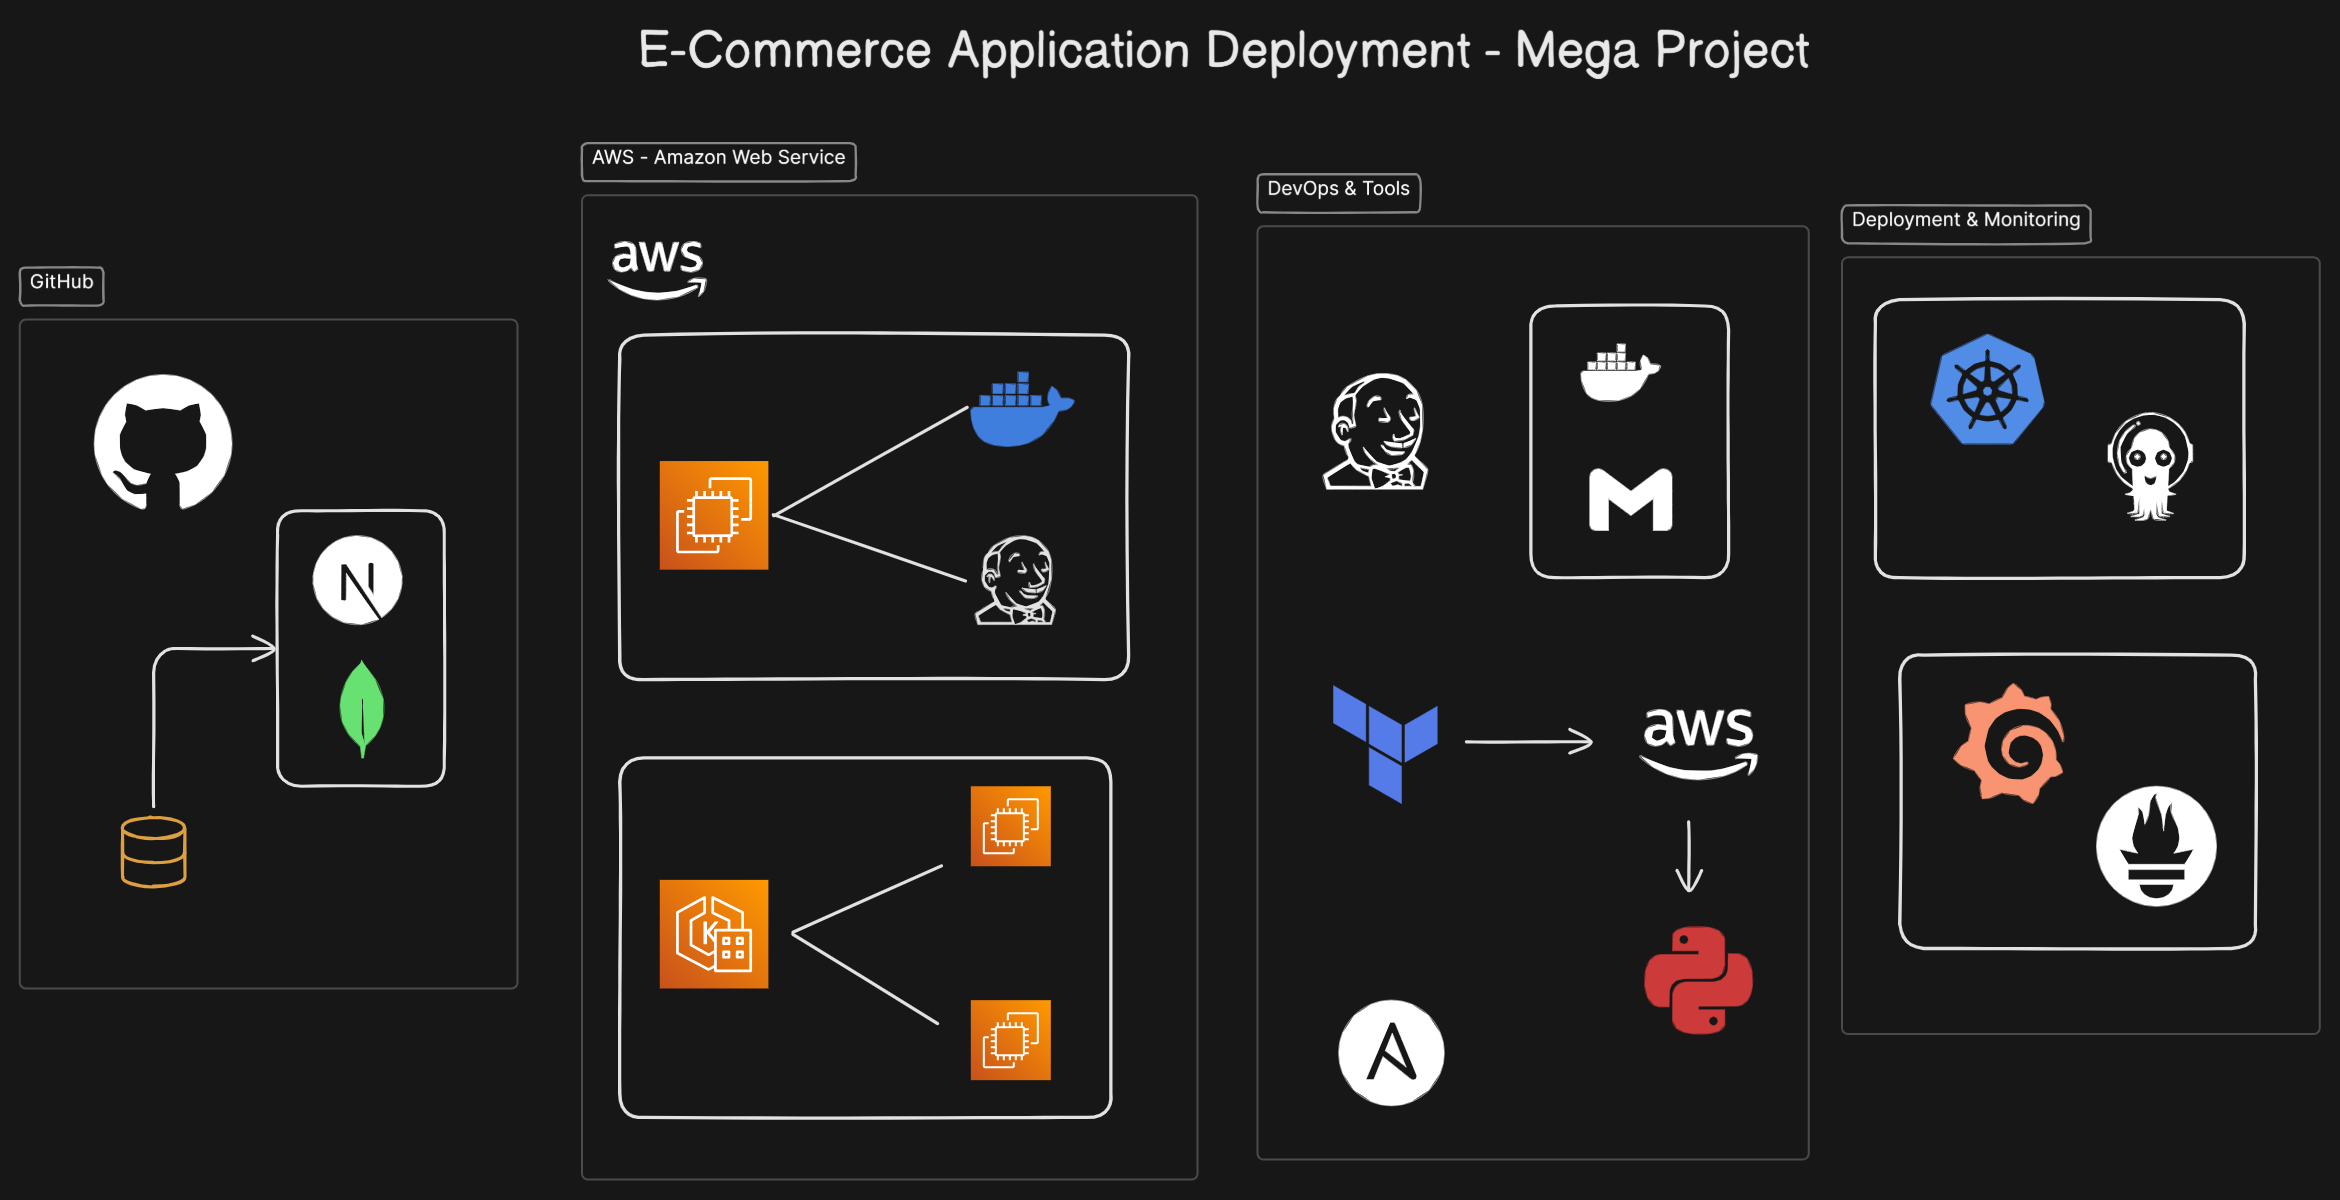 E-Commerce Application Deployment - Mega Project
AWS - Amazon Web Service
DevOps & Tools
Deployment & Monitoring
GitHub
aws
aws
N
K